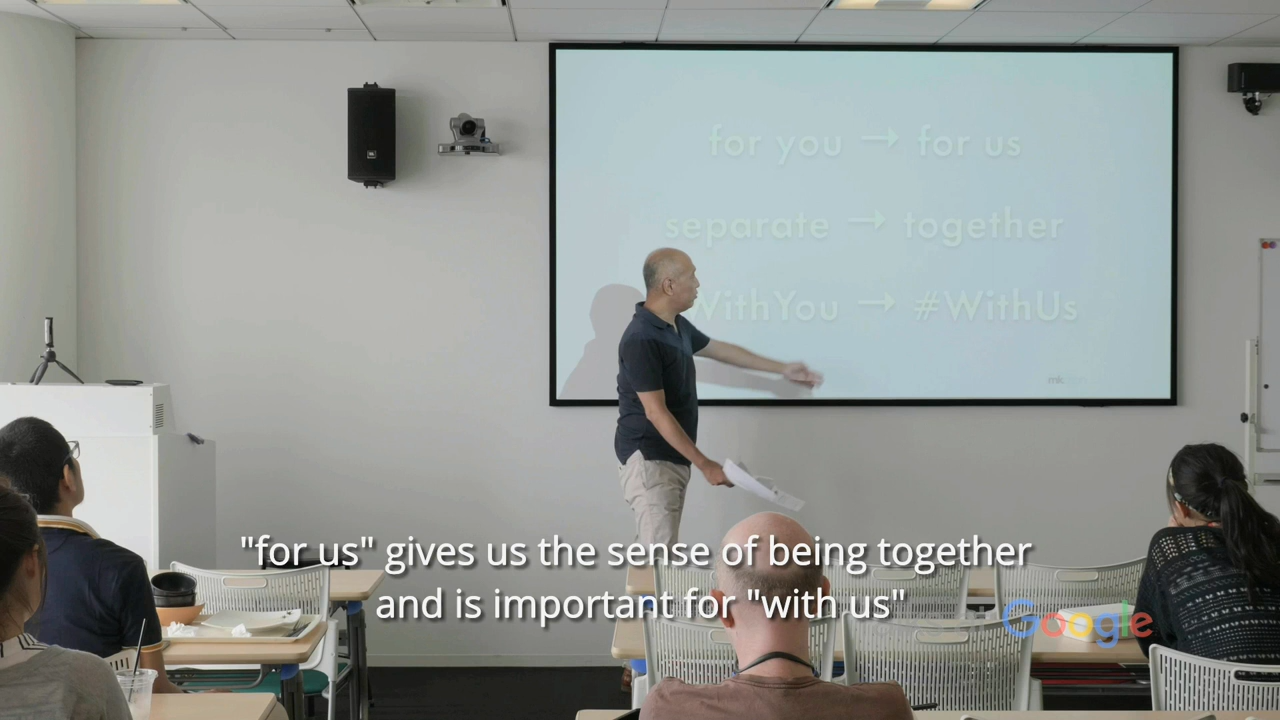 for you → for us
separate → together
WithYou → #WithUs
"for us" gives us the sense of being together
and is important for "with us"
Google